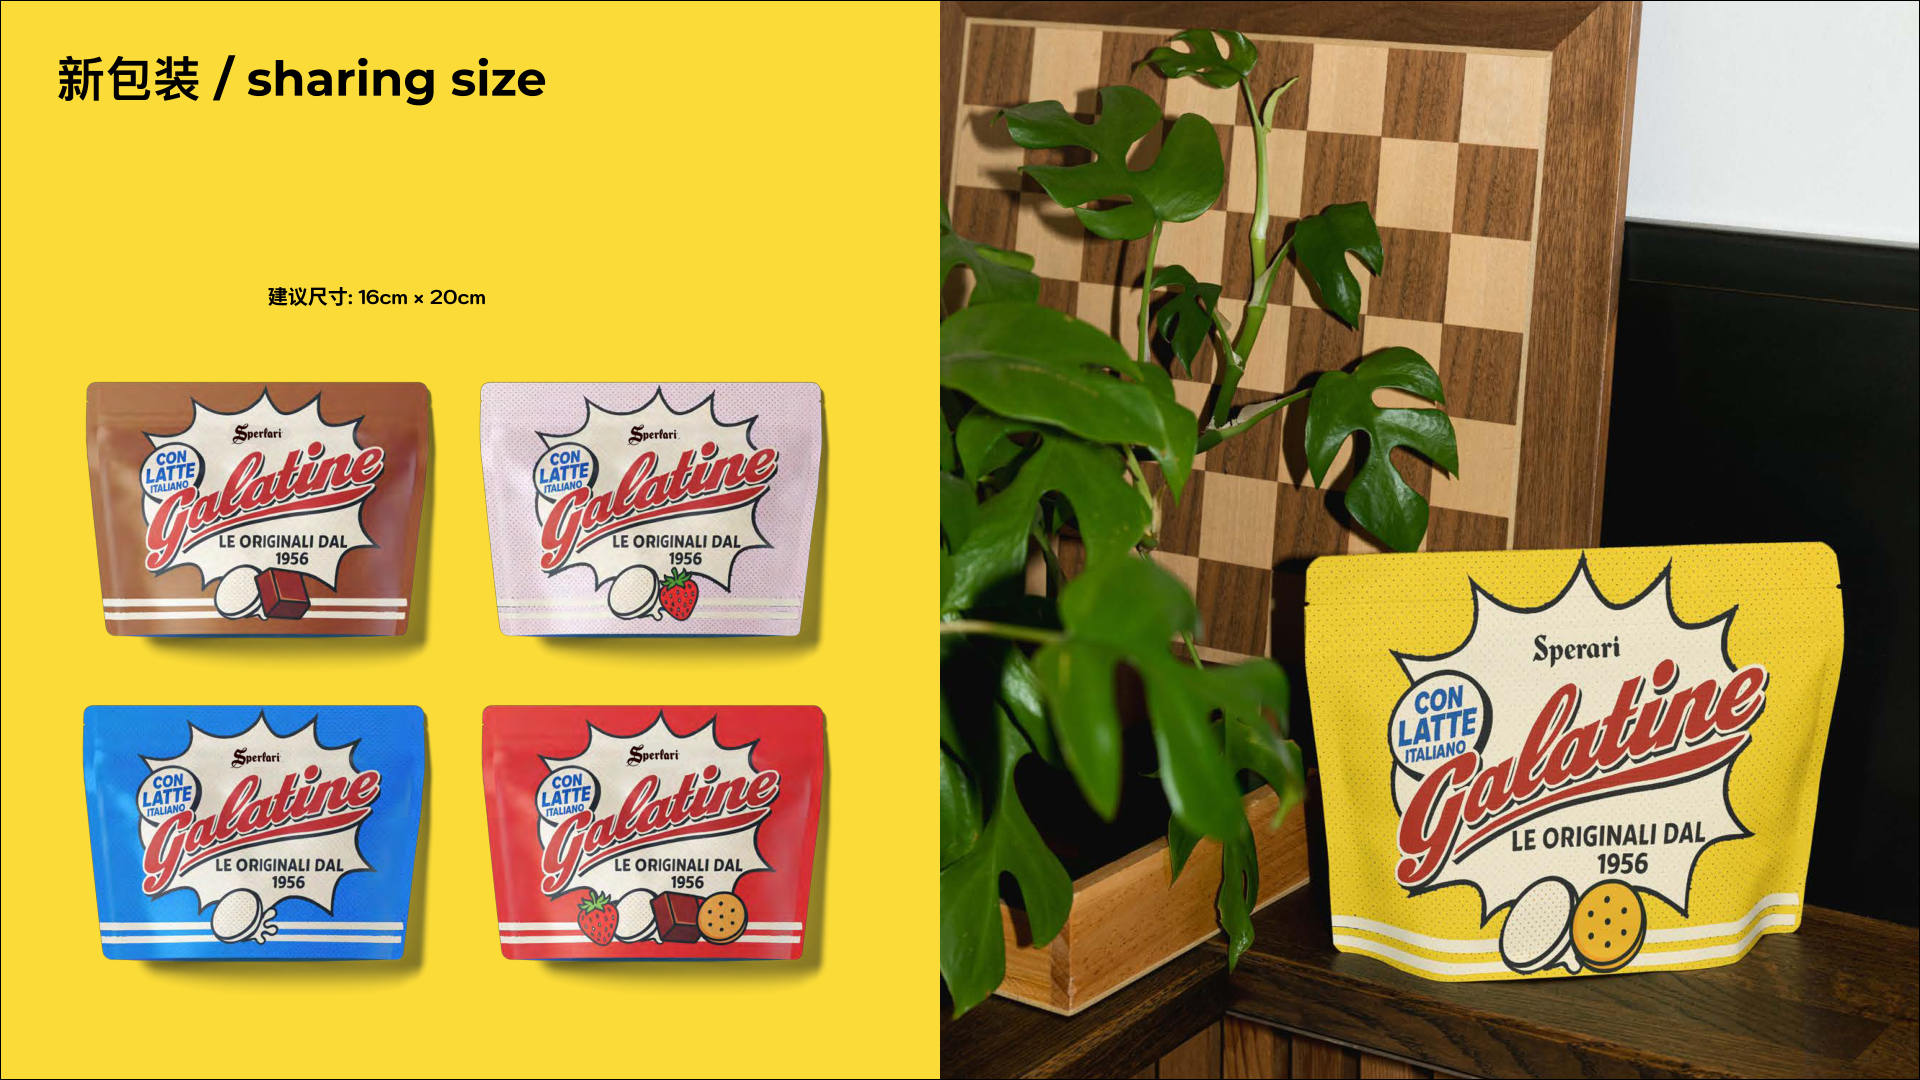 新包装 / sharing size
建议尺寸: 16cm × 20cm
Sperlari
CON
LATTE
ITALIANO
Galatine
LE ORIGINALI DAL
1956
Sperlari
CON
LATTE
ITALIANO
Galatine
LE ORIGINALI DAL
1956
Sperlari
CON
LATTE
ITALIANO
Galatine
LE ORIGINALI DAL
1956
Sperlari
CON
LATTE
ITALIANO
Galatine
LE ORIGINALI DAL
1956
Sperari
CON
LATTE
ITALIANO
Galatine
LE ORIGINALI DAL
1956